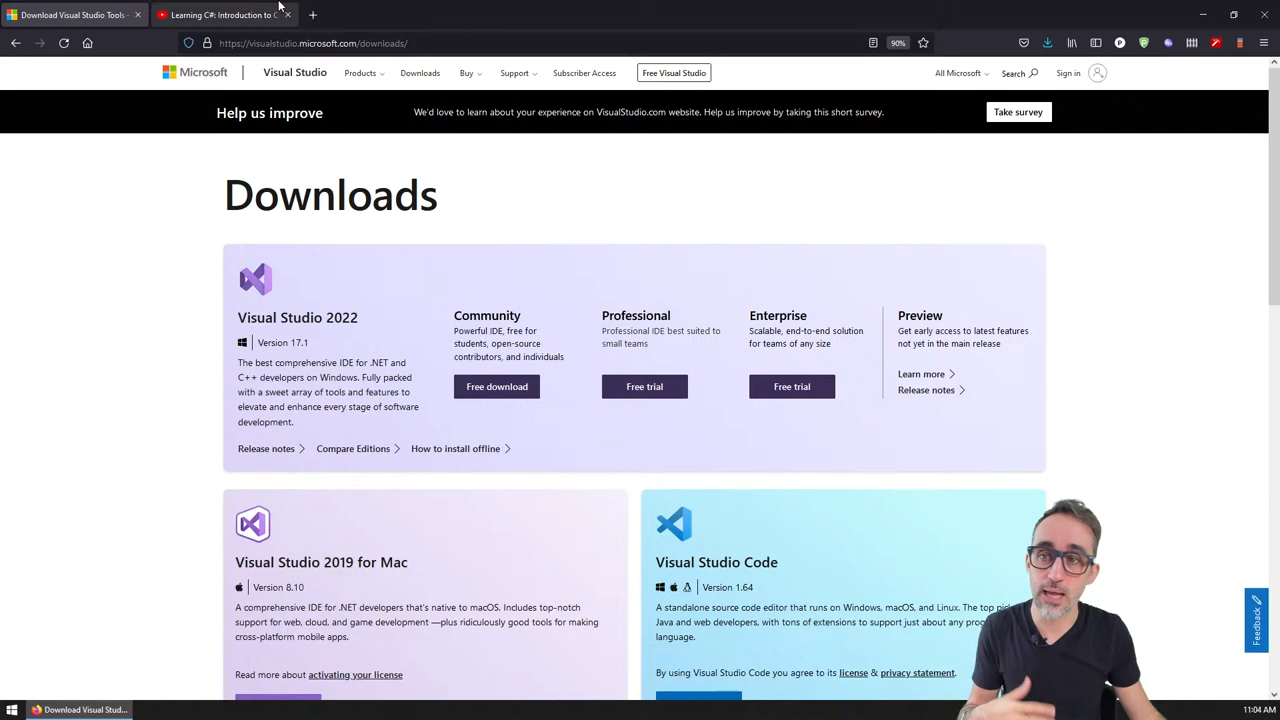 Download Visual Studio Tools -
Learning C#: Introduction to C
https://visualstudio.microsoft.com/downloads/
90%
Microsoft
Visual Studio
Products
Downloads
Buy
Support
Subscriber Access
Free Visual Studio
All Microsoft
Search
Sign in
Help us improve
We'd love to learn about your experience on VisualStudio.com website. Help us improve by taking this short survey.
Take survey
Downloads
Visual Studio 2022
Version 17.1
The best comprehensive IDE for .NET and
C++ developers on Windows. Fully packed
with a sweet array of tools and features to
elevate and enhance every stage of software
development.
Community
Powerful IDE, free for
students, open-source
contributors, and individuals
Free download
Professional
Professional IDE best suited to
small teams
Free trial
Enterprise
Scalable, end-to-end solution
for teams of any size
Free trial
Preview
Get early access to latest features
not yet in the main release
Learn more
Release notes
Release notes
Compare Editions
How to install offline
Visual Studio 2019 for Mac
Version 8.10
A comprehensive IDE for .NET developers that's native to macOS. Includes top-notch
support for web, cloud, and game development —plus ridiculously good tools for making
cross-platform mobile apps.
Read more about activating your license
Visual Studio Code
Version 1.64
A standalone source code editor that runs on Windows, macOS, and Linux. The top pic
Java and web developers, with tons of extensions to support just about any pro
language.
By using Visual Studio Code you agree to its license & privacy statement.
Feedback
Download Visual Stud...
11:04 AM